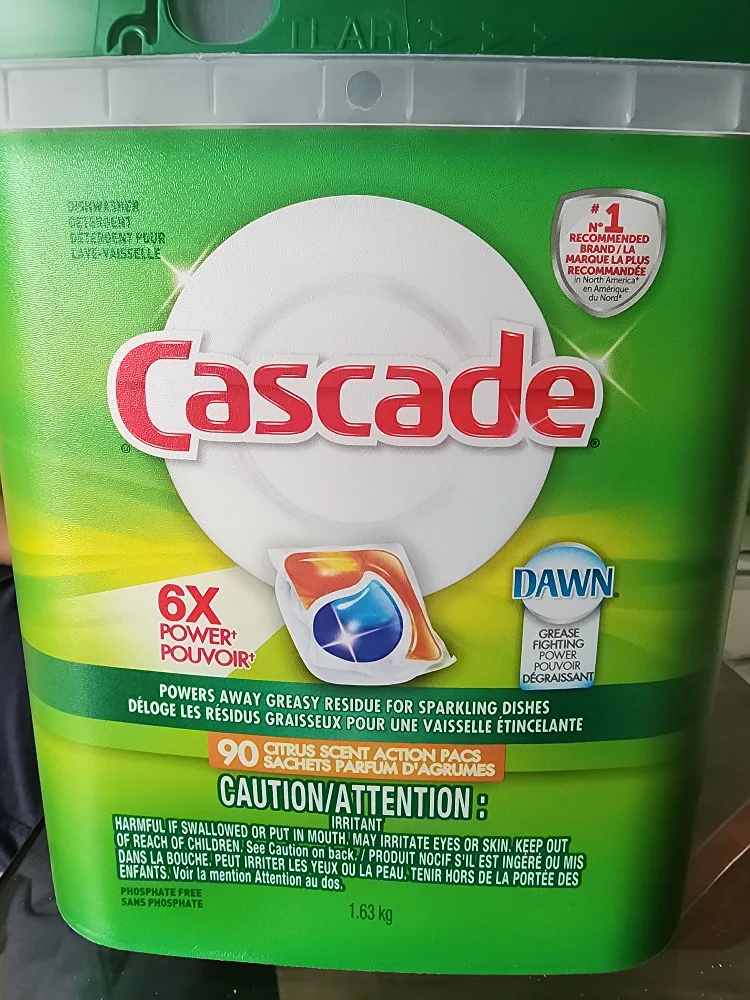 TEAR
DISHWASHER
DETERGENT
DÉTERGENT POUR
LAVE-VAISSELLE
#1
N°
RECOMMENDED
BRAND / LA
MARQUE LA PLUS
RECOMMANDÉE
in North America*
en Amérique
du Nord*
Cascade®
6X
POWER†
POUVOIR†
DAWN®
GREASE
FIGHTING
POWER
POUVOIR
DÉGRAISSANT
POWERS AWAY GREASY RESIDUE FOR SPARKLING DISHES
DÉLOGE LES RÉSIDUS GRAISSEUX POUR UNE VAISSELLE ÉTINCELANTE
90 CITRUS SCENT ACTION PACS
SACHETS PARFUM D'AGRUMES
CAUTION/ATTENTION :
IRRITANT
HARMFUL IF SWALLOWED OR PUT IN MOUTH. MAY IRRITATE EYES OR SKIN. KEEP OUT
OF REACH OF CHILDREN. See Caution on back. / PRODUIT NOCIF S'IL EST INGÉRÉ OU MIS
DANS LA BOUCHE. PEUT IRRITER LES YEUX OU LA PEAU. TENIR HORS DE LA PORTÉE DES
ENFANTS. Voir la mention Attention au dos.
PHOSPHATE FREE
SANS PHOSPHATE
1.63 kg